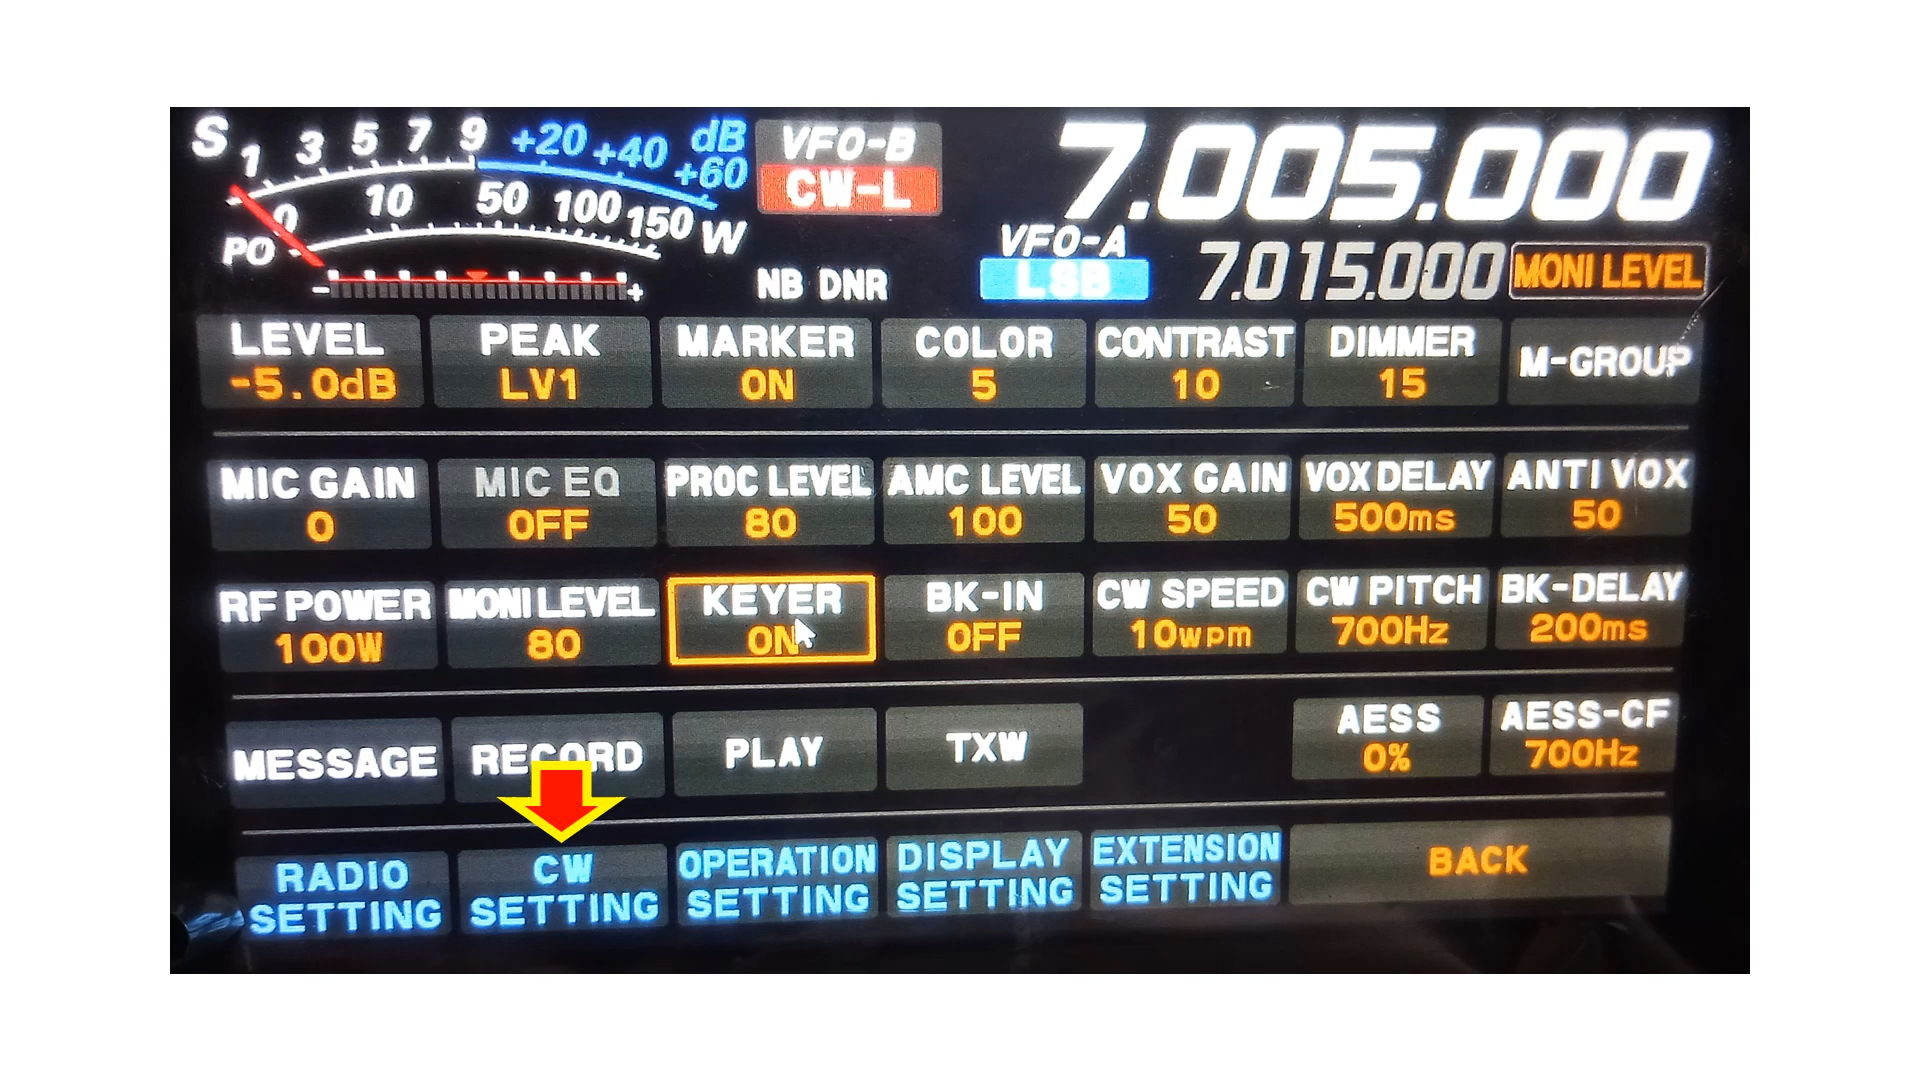 S 1 3 5 7 9 +20 +40 +60 dB
PO 0 10 50 100 150 W
- +
VFO-B
CW-L
7.005.000
NB DNR
VFO-A
LSB
7.015.000
MONI LEVEL
LEVEL
-5.0dB
PEAK
LV1
MARKER
ON
COLOR
5
CONTRAST
10
DIMMER
15
M-GROUP
MIC GAIN
0
MIC EQ
OFF
PROC LEVEL
80
AMC LEVEL
100
VOX GAIN
50
VOX DELAY
500ms
ANTI VOX
50
RF POWER
100W
MONI LEVEL
80
KEYER
ON
BK-IN
OFF
CW SPEED
10wpm
CW PITCH
700Hz
BK-DELAY
200ms
MESSAGE
RECORD
PLAY
TXW
AESS
0%
AESS-CF
700Hz
RADIO
SETTING
CW
SETTING
OPERATION
SETTING
DISPLAY
SETTING
EXTENSION
SETTING
BACK